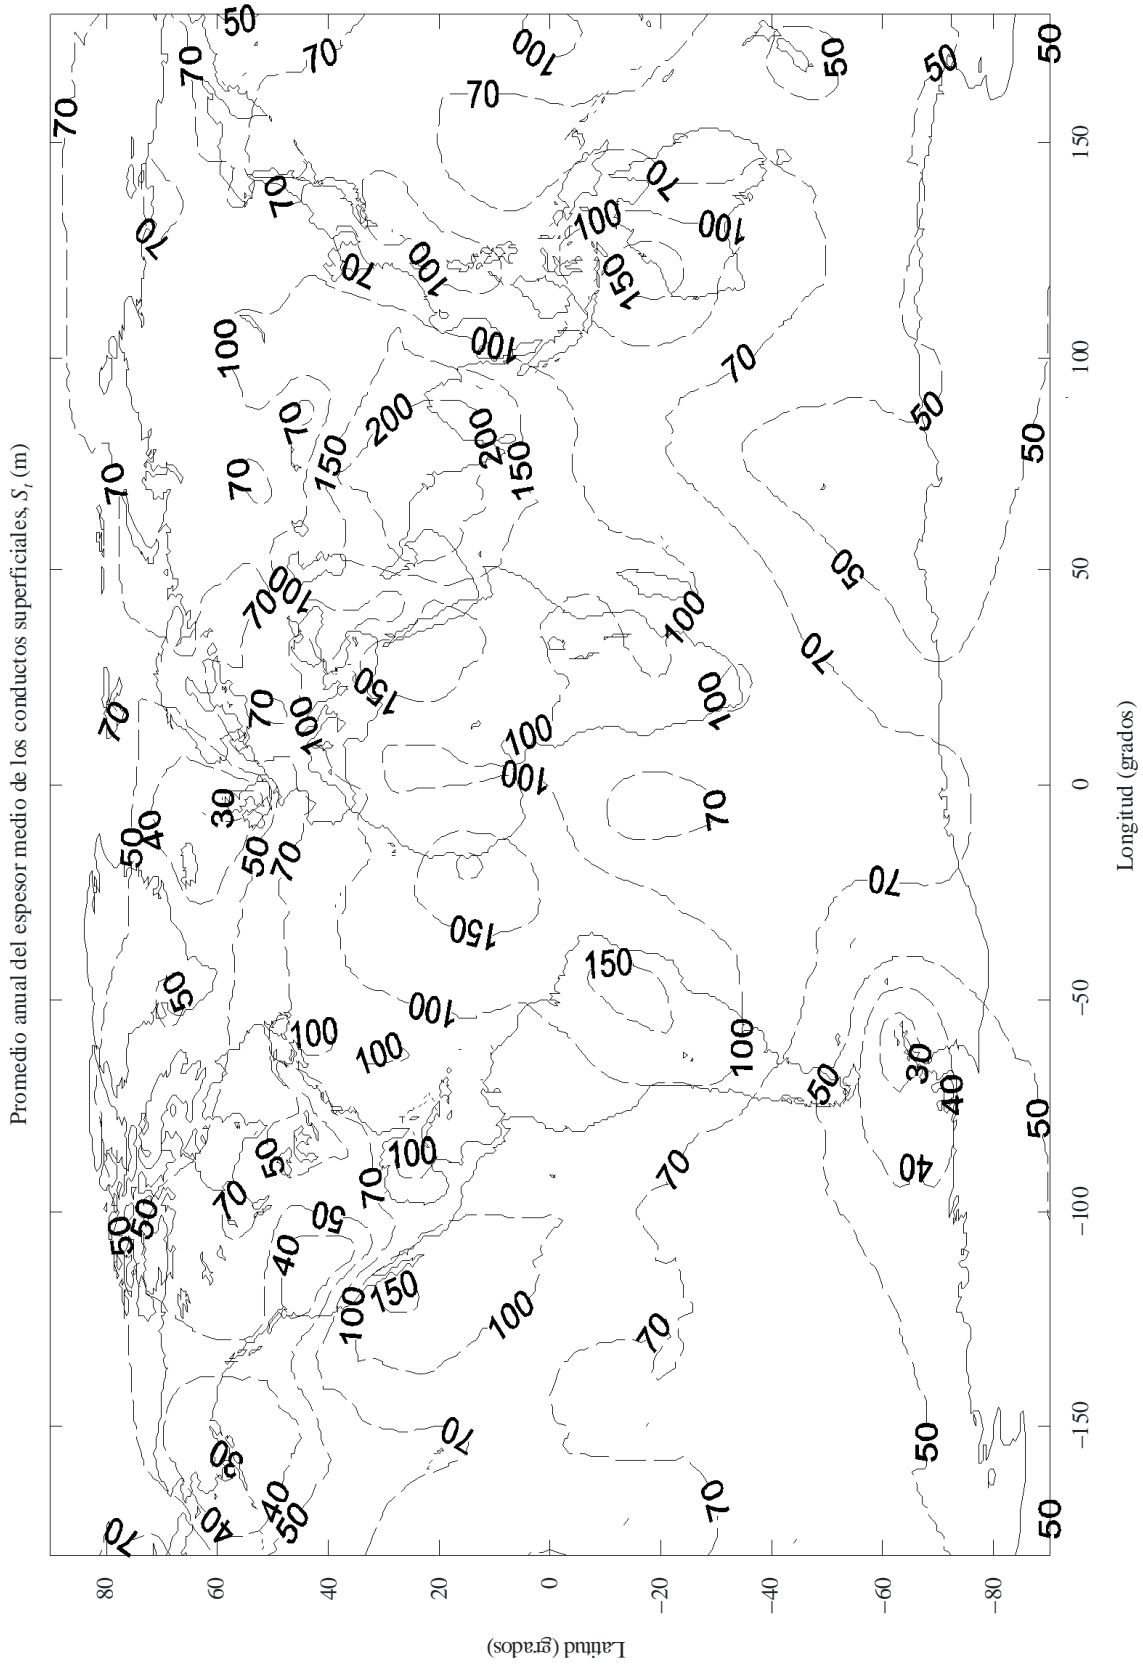 Promedio anual del espesor medio de los conductos superficiales, S_t (m)
70
70 50 70 70
50 50 40 70
50 70
40 30 70 30 100
50 70 70 70 50
40 50 40 50 70 100 70 70
50 100 100 150 70
100 70 100 150 200 70
150 100 100
70 100 150 200 100 70
100 100 100 150 100
150 150 100
70 70 100 70
70 70 100 100
100 70
50 70 50 50
70
50 40 30 50 50
40
50 50 50 50
80
60
40
20
0
−20
−40
−60
−80
Latitud (grados)
−150 −100 −50 0 50 100 150
Longitud (grados)